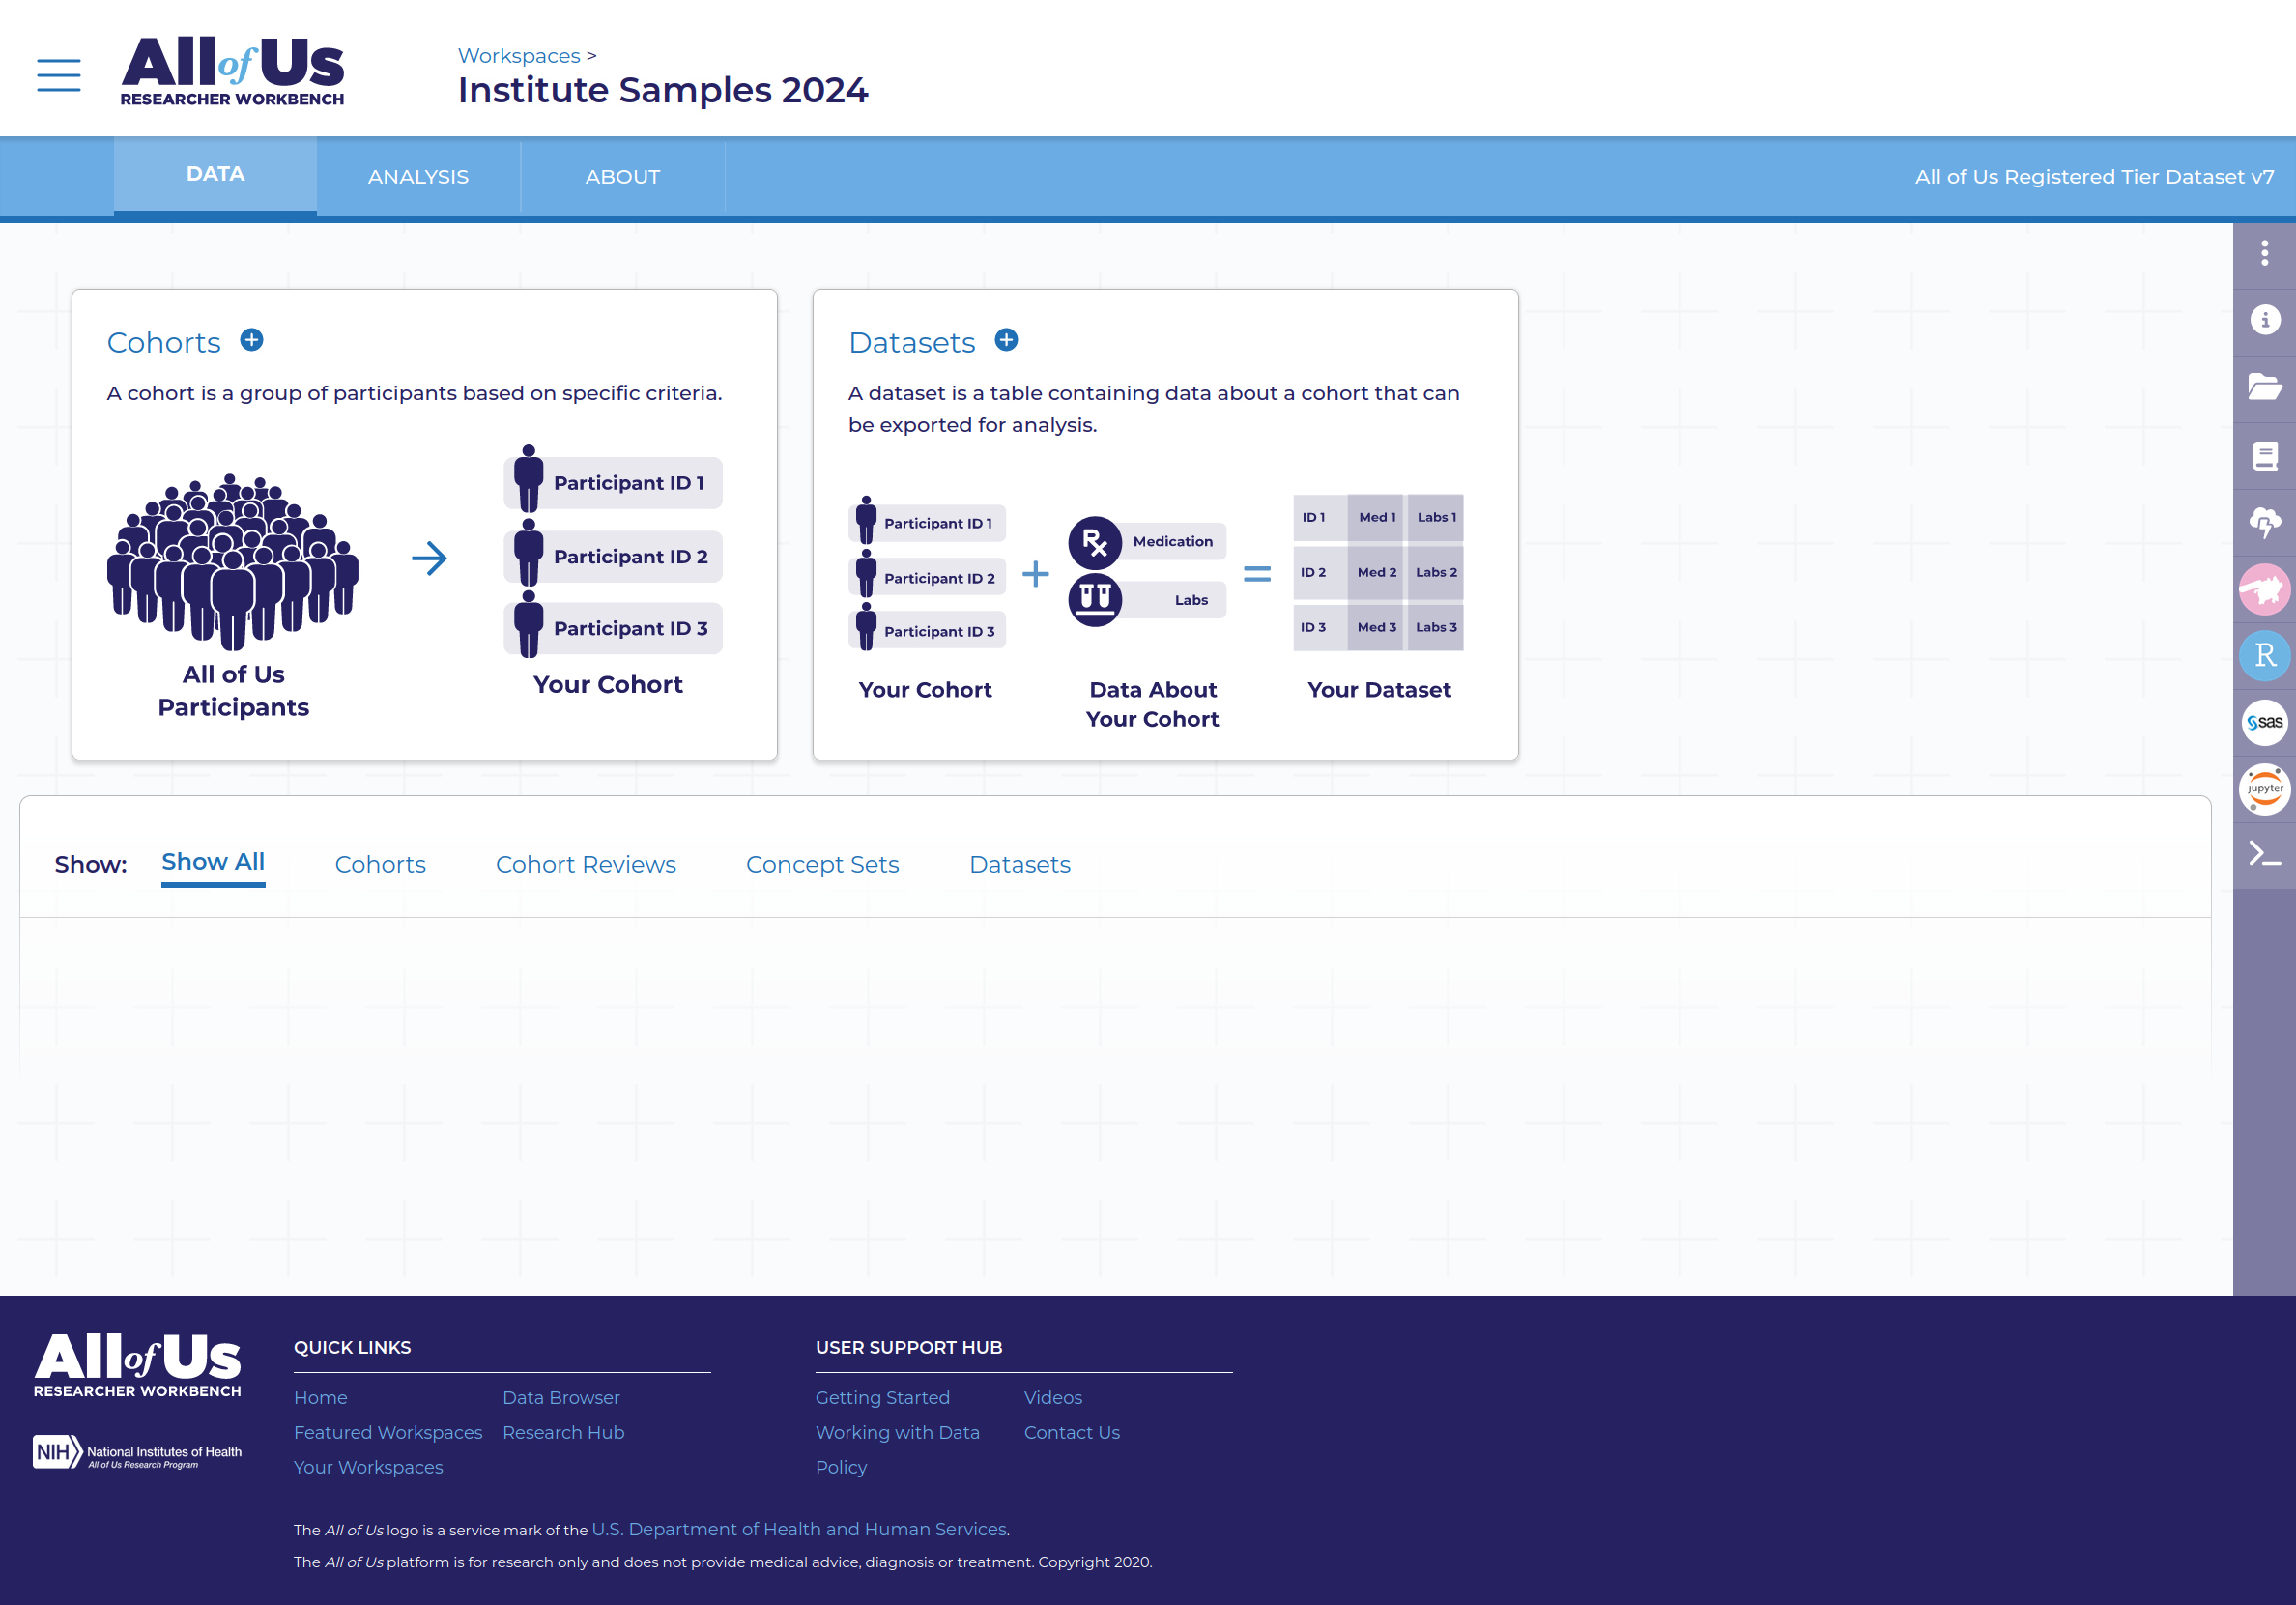 All of Us
RESEARCHER WORKBENCH
Workspaces >
Institute Samples 2024
DATA
ANALYSIS
ABOUT
All of Us Registered Tier Dataset v7
Cohorts
A cohort is a group of participants based on specific criteria.
All of Us
Participants
Participant ID 1
Participant ID 2
Participant ID 3
Your Cohort
Datasets
A dataset is a table containing data about a cohort that can
be exported for analysis.
Participant ID 1
Participant ID 2
Participant ID 3
Your Cohort
+
Rx
Medication
Labs
Data About
Your Cohort
=
ID 1 Med 1 Labs 1
ID 2 Med 2 Labs 2
ID 3 Med 3 Labs 3
Your Dataset
R
sas
jupyter
Show: Show All Cohorts Cohort Reviews Concept Sets Datasets
All of Us
RESEARCHER WORKBENCH
NIH National Institutes of Health
All of Us Research Program
QUICK LINKS
Home
Data Browser
Featured Workspaces
Research Hub
Your Workspaces
USER SUPPORT HUB
Getting Started
Videos
Working with Data
Contact Us
Policy
The All of Us logo is a service mark of the U.S. Department of Health and Human Services.
The All of Us platform is for research only and does not provide medical advice, diagnosis or treatment. Copyright 2020.